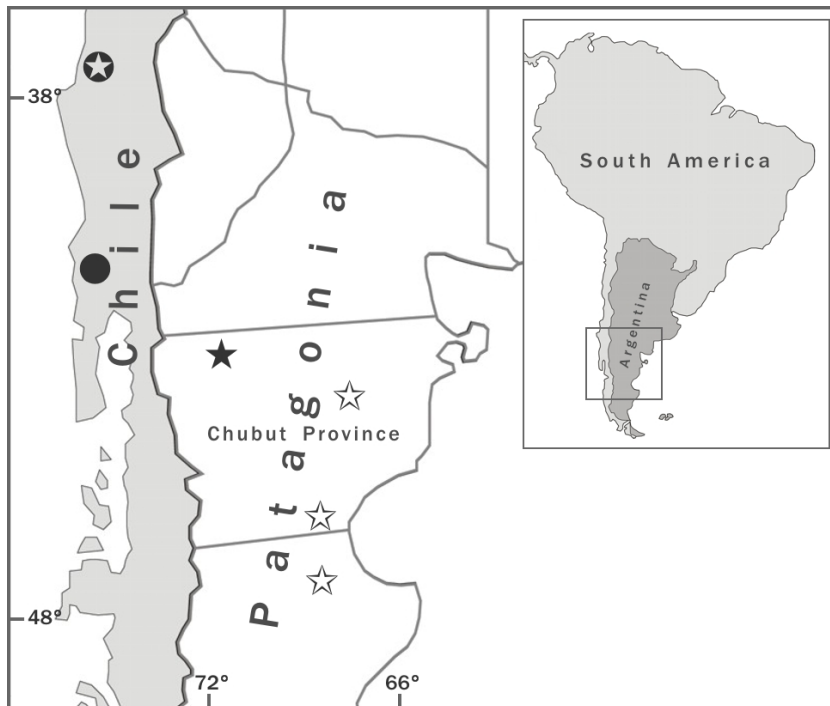 38°
Chile
Patagonia
Chubut Province
48°
72°
66°
South America
Argentina